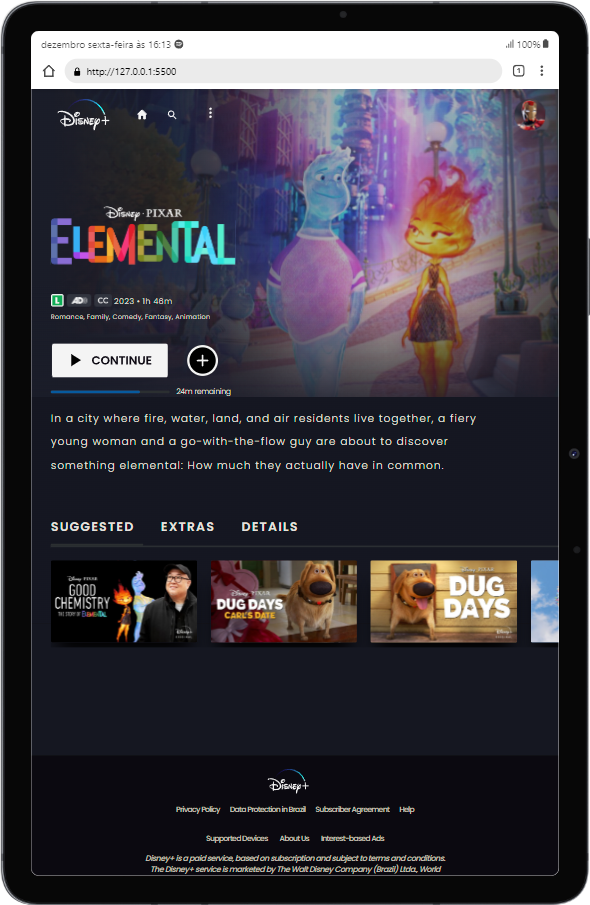 dezembro sexta-feira às 16:13
100%
http://127.0.0.1:5500
1
Disney+
Disney · PIXAR
ELEMENTAL
L AD CC 2023 • 1h 46m
Romance, Family, Comedy, Fantasy, Animation
CONTINUE
24m remaining
In a city where fire, water, land, and air residents live together, a fiery
young woman and a go-with-the-flow guy are about to discover
something elemental: How much they actually have in common.
SUGGESTED EXTRAS DETAILS
Disney · PIXAR
GOOD
CHEMISTRY
THE STORY OF ELEMENTAL
Disney+
Disney · PIXAR
DUG DAYS
CARL'S DATE
Disney · PIXAR
DUG
DAYS
Disney+
Disney+
Privacy Policy Data Protection in Brazil Subscriber Agreement Help
Supported Devices About Us Interest-based Ads
Disney+ is a paid service, based on subscription and subject to terms and conditions.
The Disney+ service is marketed by The Walt Disney Company (Brazil) Ltda., World